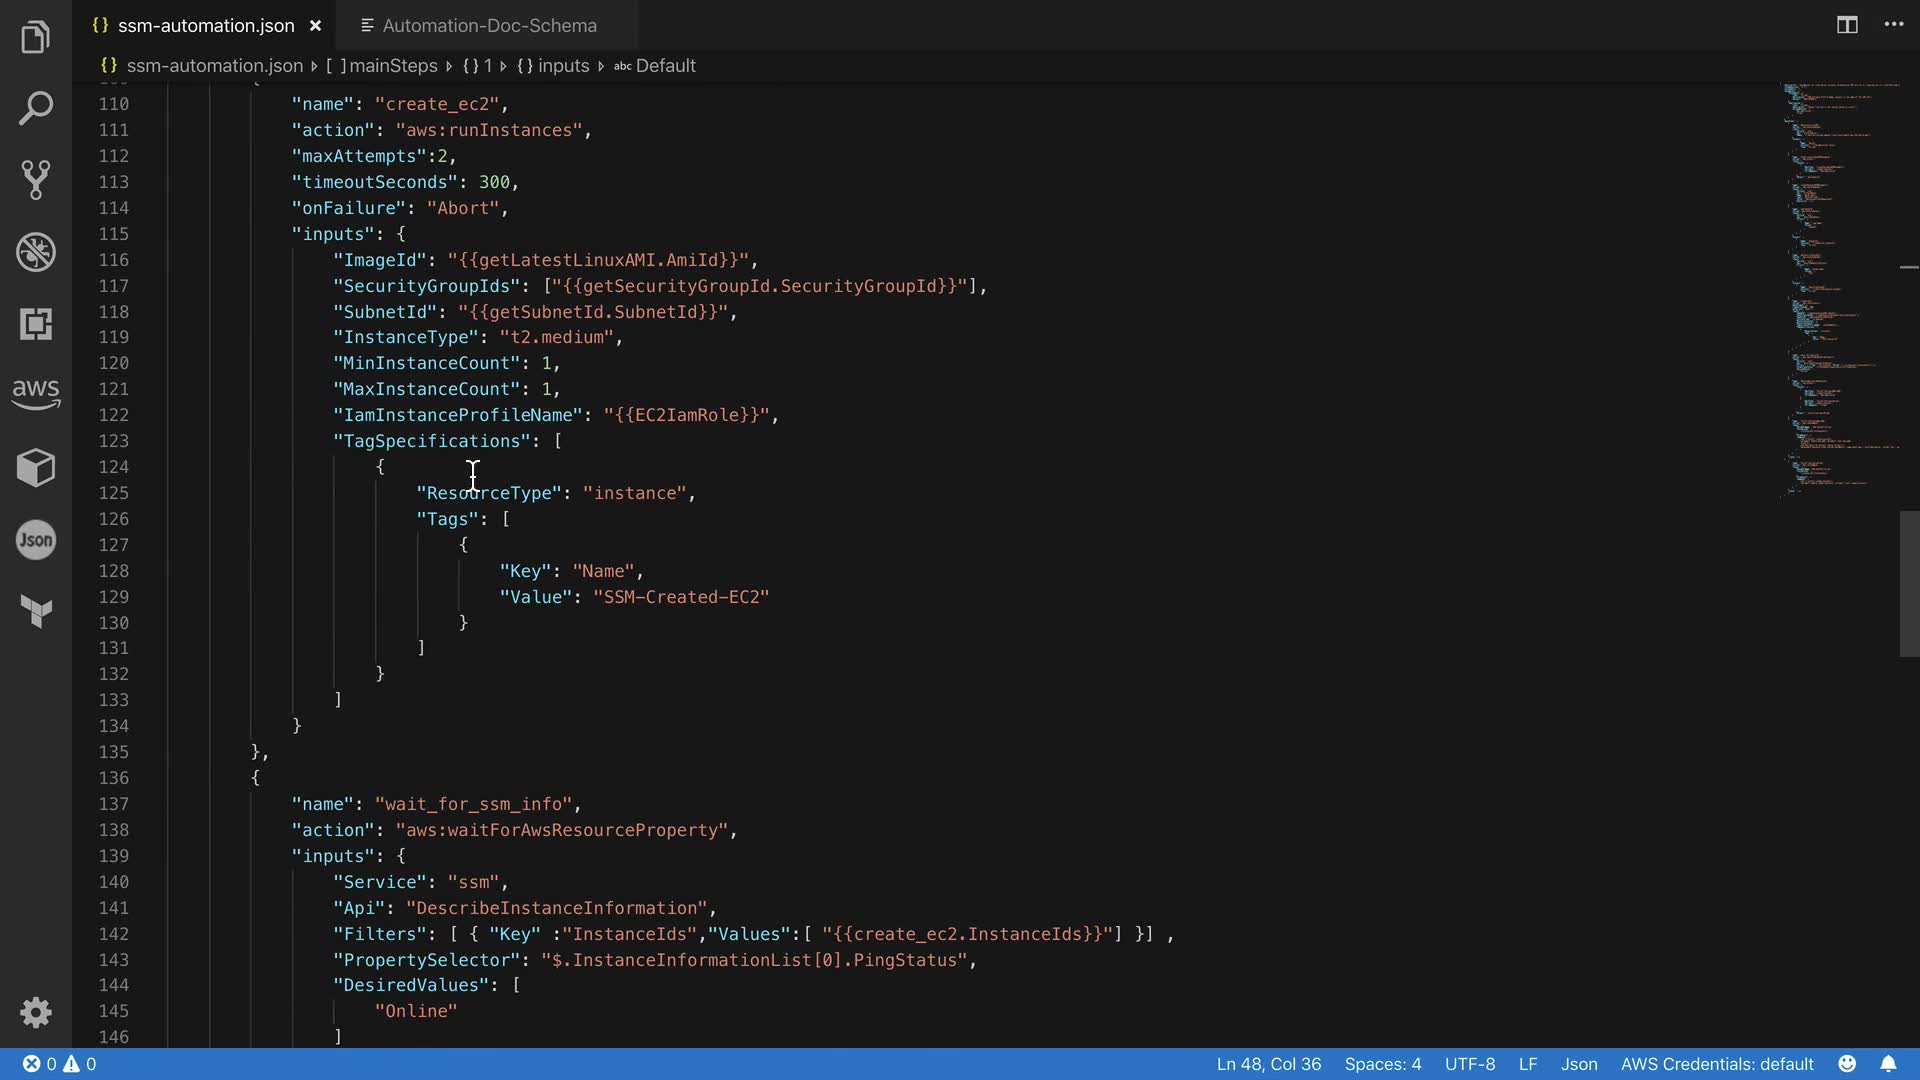 ssm-automation.json
Automation-Doc-Schema
{} ssm-automation.json [ ] mainSteps {} 1 {} inputs abc Default
aws
Json
110 "name": "create_ec2",
111 "action": "aws:runInstances",
112 "maxAttempts":2,
113 "timeoutSeconds": 300,
114 "onFailure": "Abort",
115 "inputs": {
116 "ImageId": "{{getLatestLinuxAMI.AmiId}}",
117 "SecurityGroupIds": ["{{getSecurityGroupId.SecurityGroupId}}"],
118 "SubnetId": "{{getSubnetId.SubnetId}}",
119 "InstanceType": "t2.medium",
120 "MinInstanceCount": 1,
121 "MaxInstanceCount": 1,
122 "IamInstanceProfileName": "{{EC2IamRole}}",
123 "TagSpecifications": [
124 {
125 "ResourceType": "instance",
126 "Tags": [
127 {
128 "Key": "Name",
129 "Value": "SSM-Created-EC2"
130 }
131 ]
132 }
133 ]
134 }
135 },
136 {
137 "name": "wait_for_ssm_info",
138 "action": "aws:waitForAwsResourceProperty",
139 "inputs": {
140 "Service": "ssm",
141 "Api": "DescribeInstanceInformation",
142 "Filters": [ { "Key" :"InstanceIds","Values":[ "{{create_ec2.InstanceIds}}"] }] ,
143 "PropertySelector": "$.InstanceInformationList[0].PingStatus",
144 "DesiredValues": [
145 "Online"
146 ]
0 0 Ln 48, Col 36 Spaces: 4 UTF-8 LF Json AWS Credentials: default